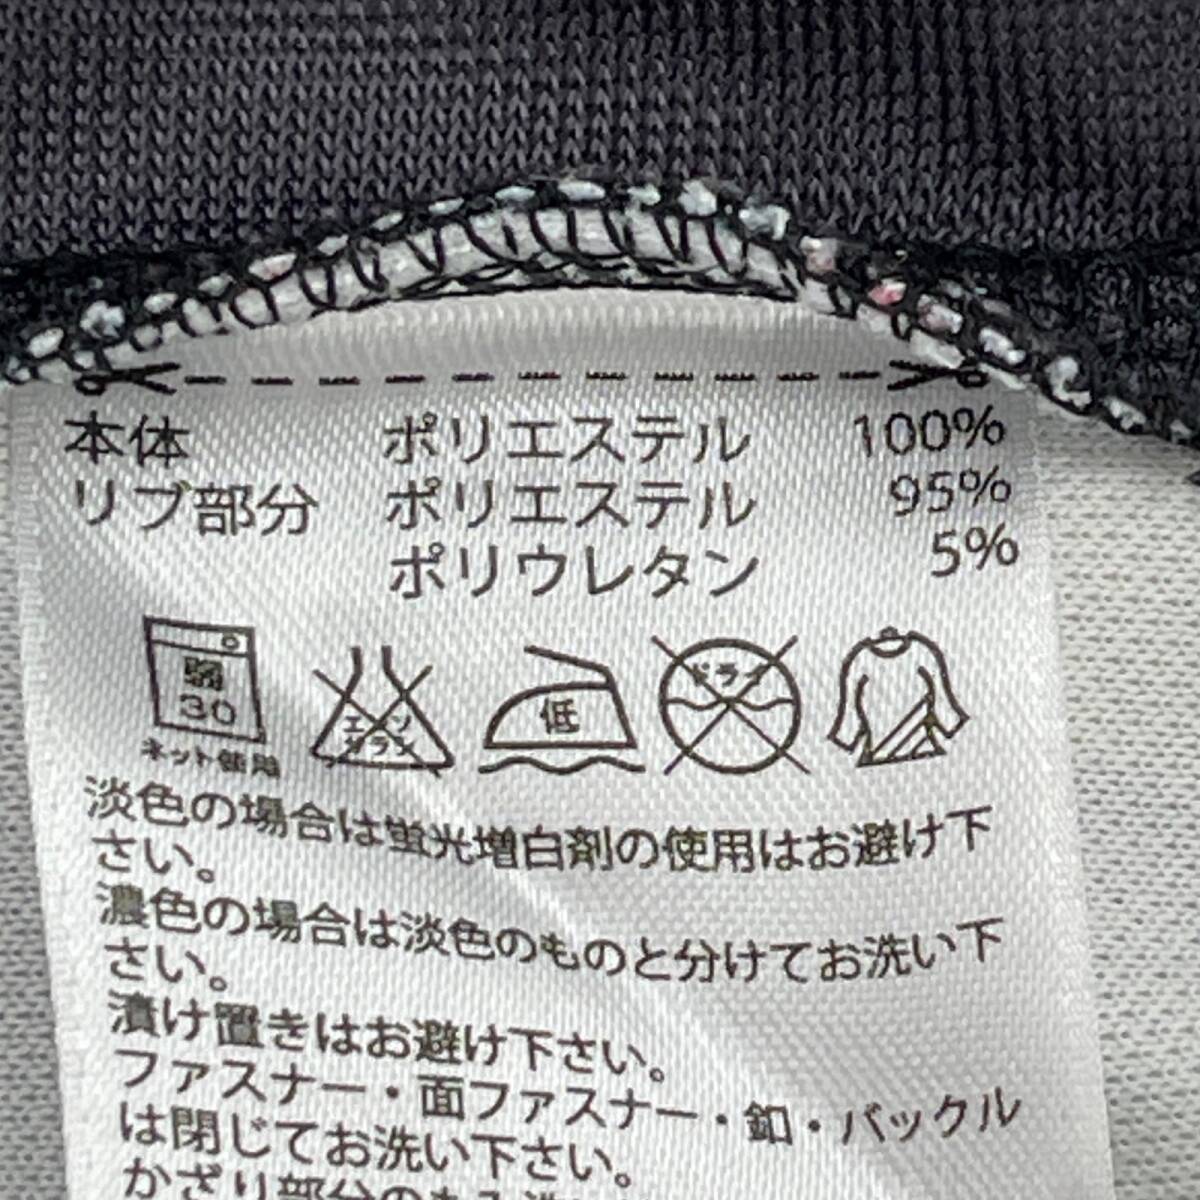 本体 ポリエステル 100%
リブ部分 ポリエステル 95%
ポリウレタン 5%
弱
30
ネット使用
エンソ
サラシ
低
ドライ
淡色の場合は蛍光増白剤の使用はお避け下
さい。
濃色の場合は淡色のものと分けてお洗い下
さい。
漬け置きはお避け下さい。
ファスナー・面ファスナー・釦・バックル
は閉じてお洗い下さい。
かざり部分の